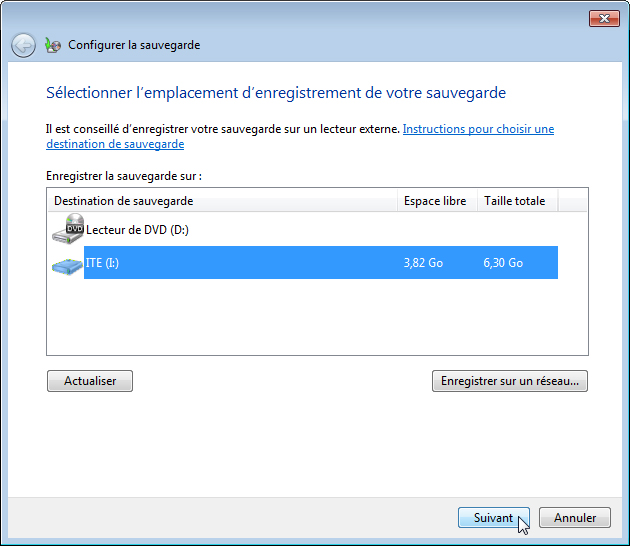 Configurer la sauvegarde
Sélectionner l'emplacement d'enregistrement de votre sauvegarde
Il est conseillé d'enregistrer votre sauvegarde sur un lecteur externe. Instructions pour choisir une
destination de sauvegarde
Enregistrer la sauvegarde sur :
Destination de sauvegarde Espace libre Taille totale
DVD Lecteur de DVD (D:)
ITE (I:) 3,82 Go 6,30 Go
Actualiser Enregistrer sur un réseau...
Suivant Annuler